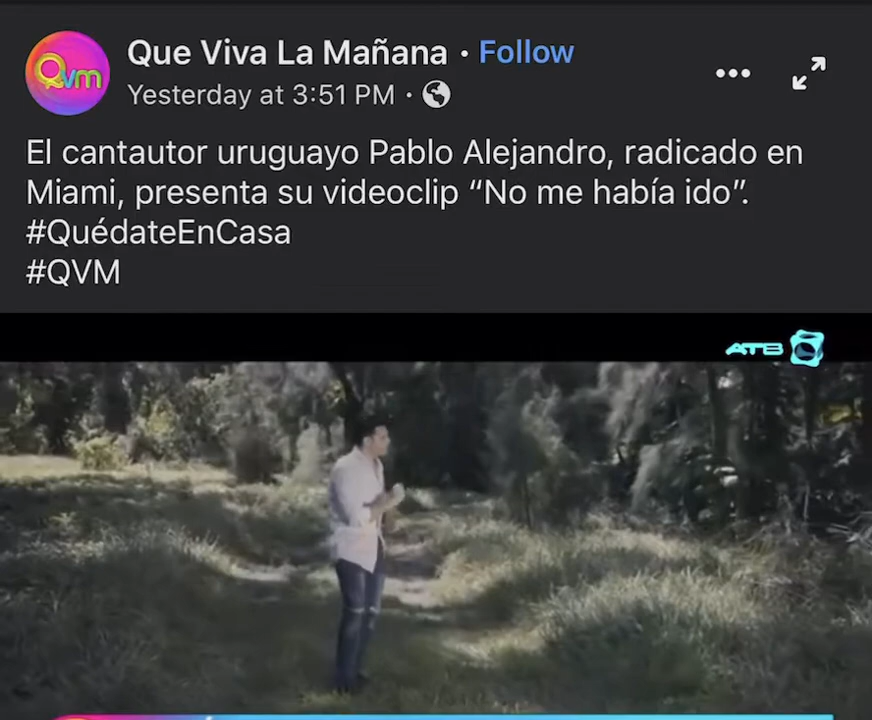 Qvm
Que Viva La Mañana · Follow
Yesterday at 3:51 PM ·
El cantautor uruguayo Pablo Alejandro, radicado en
Miami, presenta su videoclip “No me había ido”.
#QuédateEnCasa
#QVM
ATB